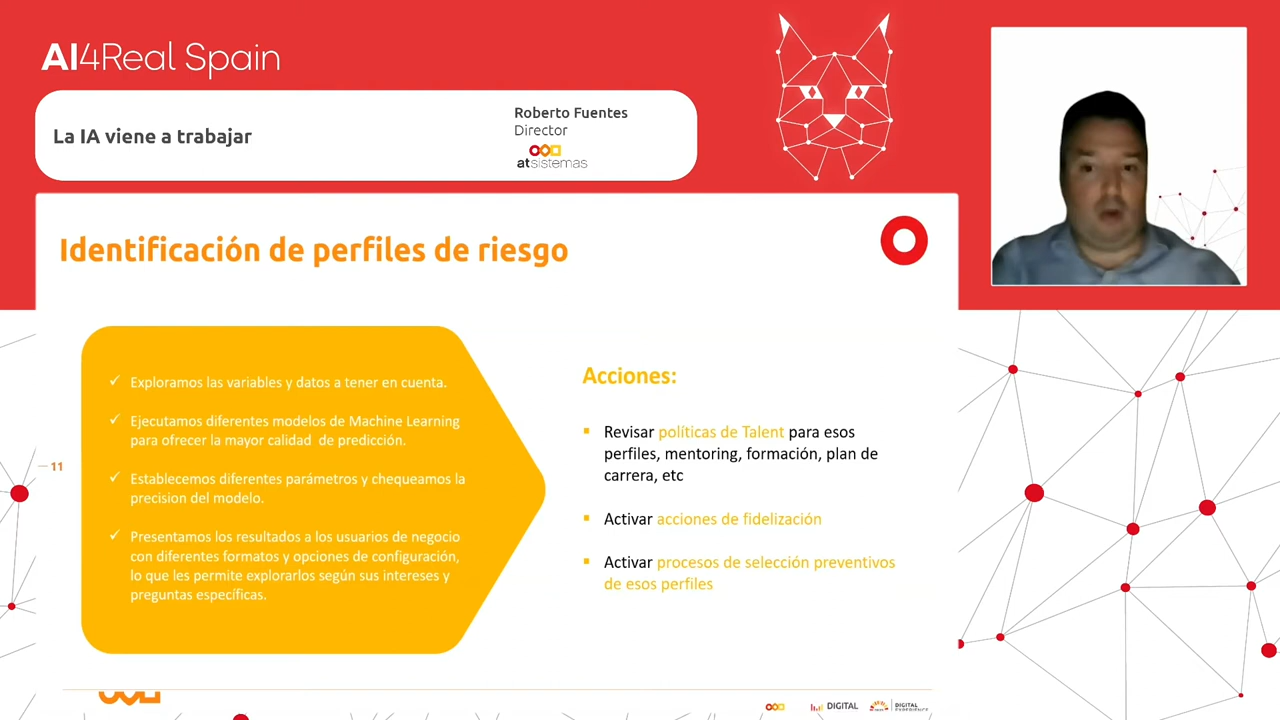 AI4Real Spain
La IA viene a trabajar
Roberto Fuentes
Director
atsistemas
Identificación de perfiles de riesgo
Exploramos las variables y datos a tener en cuenta.
Ejecutamos diferentes modelos de Machine Learning
para ofrecer la mayor calidad de predicción.
Establecemos diferentes parámetros y chequeamos la
precision del modelo.
Presentamos los resultados a los usuarios de negocio
con diferentes formatos y opciones de configuración,
lo que les permite explorarlos según sus intereses y
preguntas específicas.
11
Acciones:
Revisar políticas de Talent para esos
perfiles, mentoring, formación, plan de
carrera, etc
Activar acciones de fidelización
Activar procesos de selección preventivos
de esos perfiles
DIGITAL
DIGITAL
EXPERIENCE